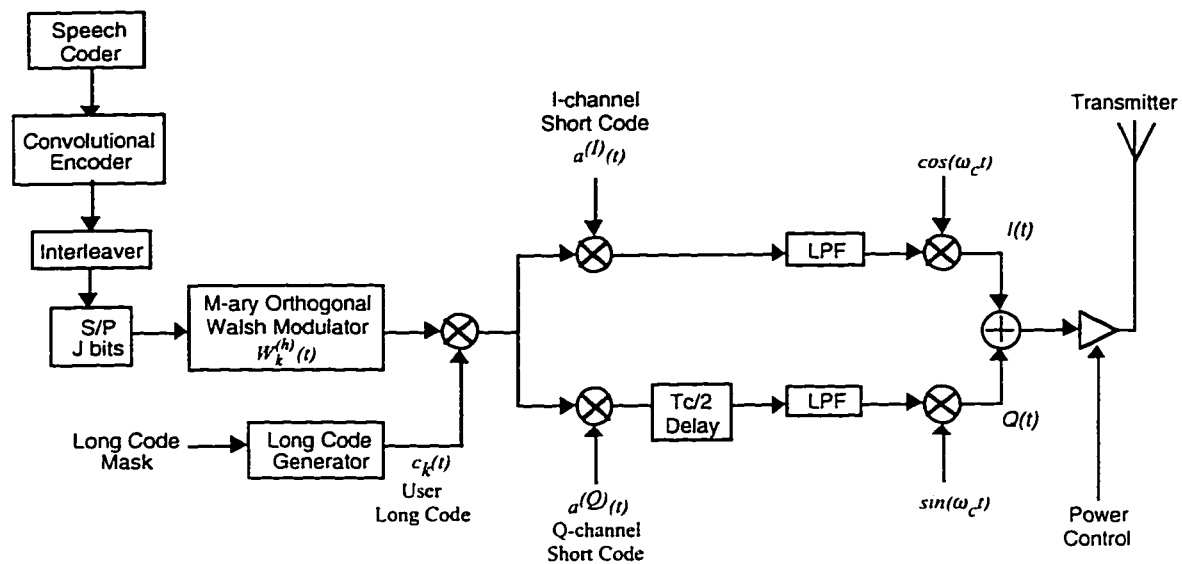 Speech
Coder
Convolutional
Encoder
Interleaver
S/P
J bits
M-ary Orthogonal
Walsh Modulator
W_k^(h)(t)
Long Code
Mask
Long Code
Generator
c_k(t)
User
Long Code
I-channel
Short Code
a^(I)(t)
a^(Q)(t)
Q-channel
Short Code
Tc/2
Delay
LPF
LPF
cos(ω_c t)
sin(ω_c t)
I(t)
Q(t)
Transmitter
Power
Control